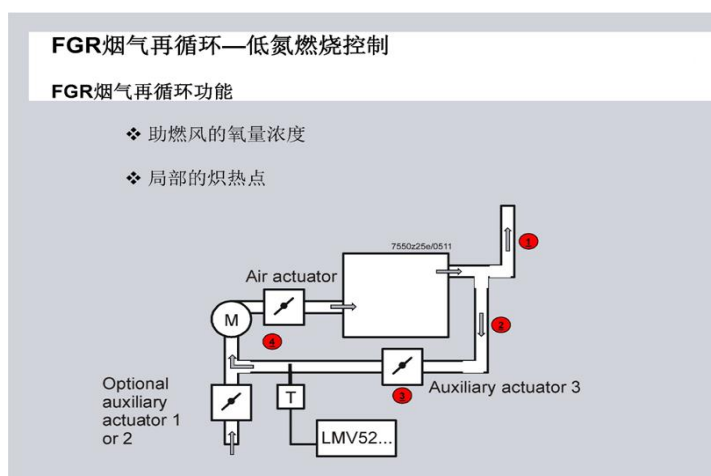 FGR烟气再循环—低氮燃烧控制
FGR烟气再循环功能
❖ 助燃风的氧量浓度
❖ 局部的炽热点
7550z25e/0511
1
Air actuator
M
2
4
Optional
auxiliary
actuator 1
or 2
T
3
Auxiliary actuator 3
LMV52...